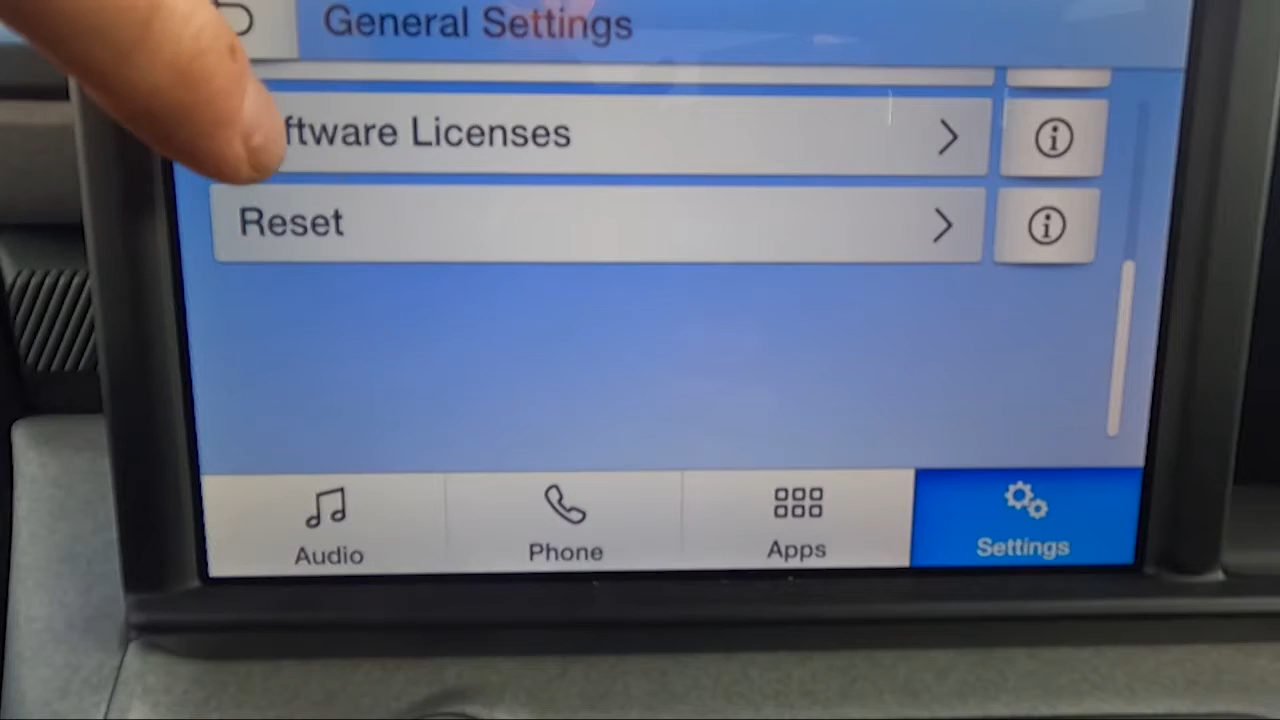 General Settings
ftware Licenses
Reset
Audio
Phone
Apps
Settings